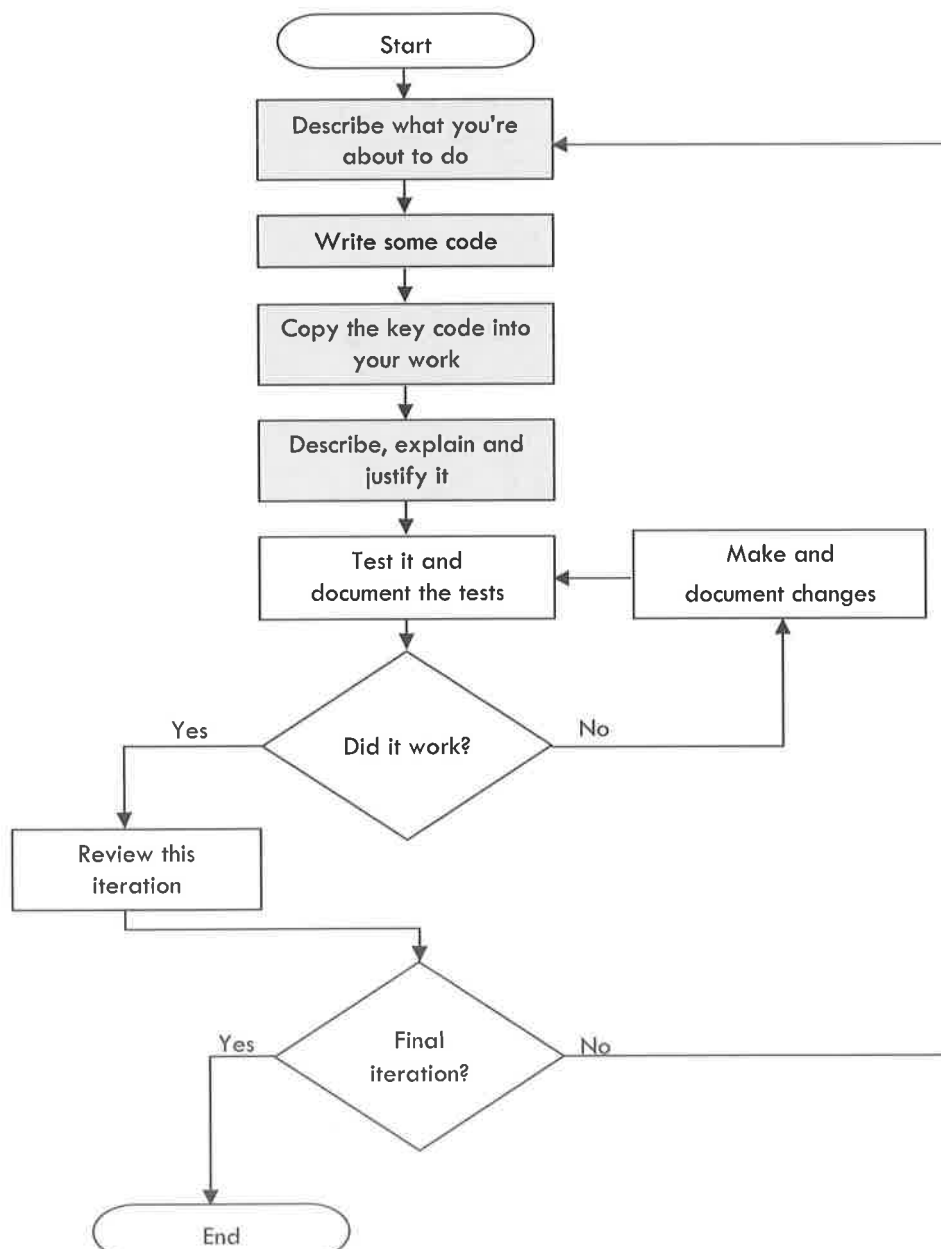 Start
Describe what you're
about to do
Write some code
Copy the key code into
your work
Describe, explain and
justify it
Test it and
document the tests
Make and
document changes
Yes
Did it work?
No
Review this
iteration
Yes
Final
iteration?
No
End